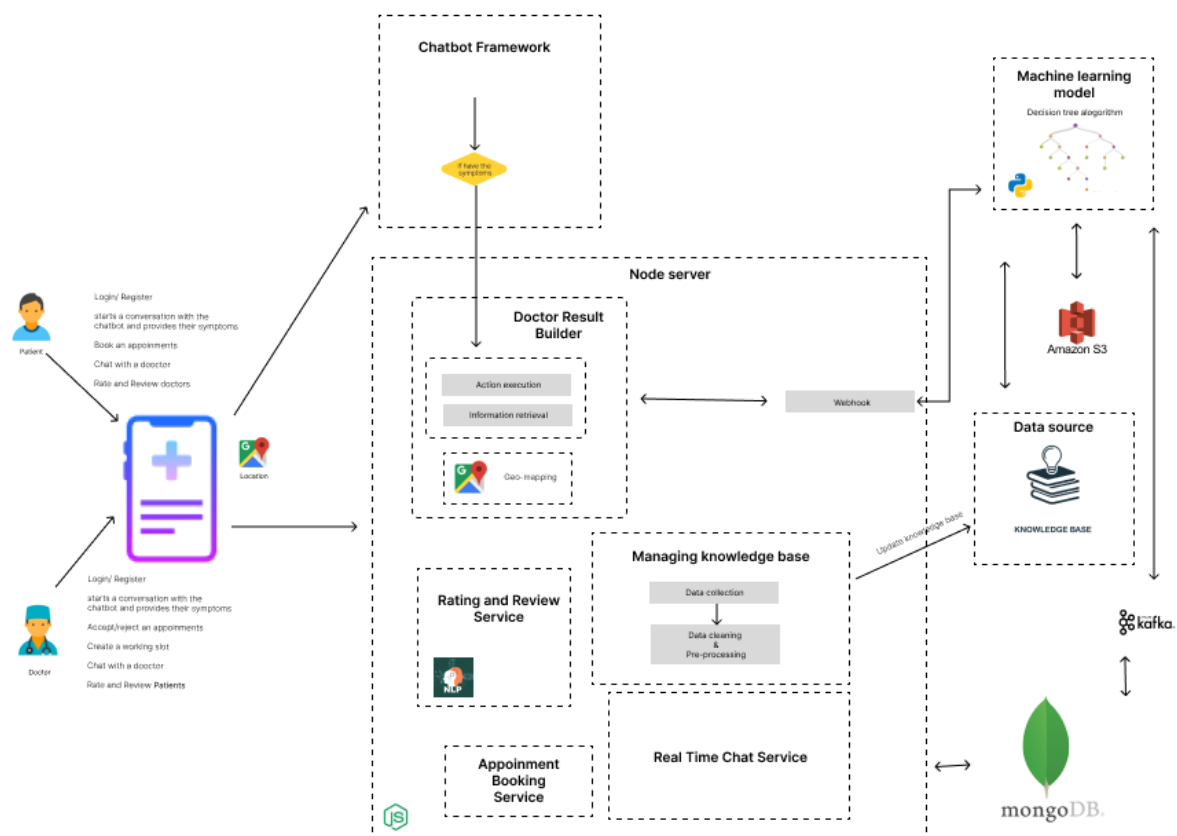 Chatbot Framework
If have the
symptoms
Machine learning
model
Decision tree alogorithm
Amazon S3
Node server
Doctor Result
Builder
Action execution
Information retrieval
Geo-mapping
Webhook
Login/ Register
starts a conversation with the
chatbot and provides their symptoms
Book an appoinments
Chat with a dooctor
Rate and Review doctors
Patient
Location
Data source
KNOWLEDGE BASE
Update knowledge base
Managing knowledge base
Data collection
Data cleaning
&
Pre-processing
Rating and Review
Service
NLP
Login/ Register
starts a conversation with the
chatbot and provides their symptoms
Accept/reject an appoinments
Create a working slot
Chat with a dooctor
Rate and Review Patients
Doctor
kafka.
Real Time Chat Service
Appoinment
Booking
Service
JS
mongoDB.